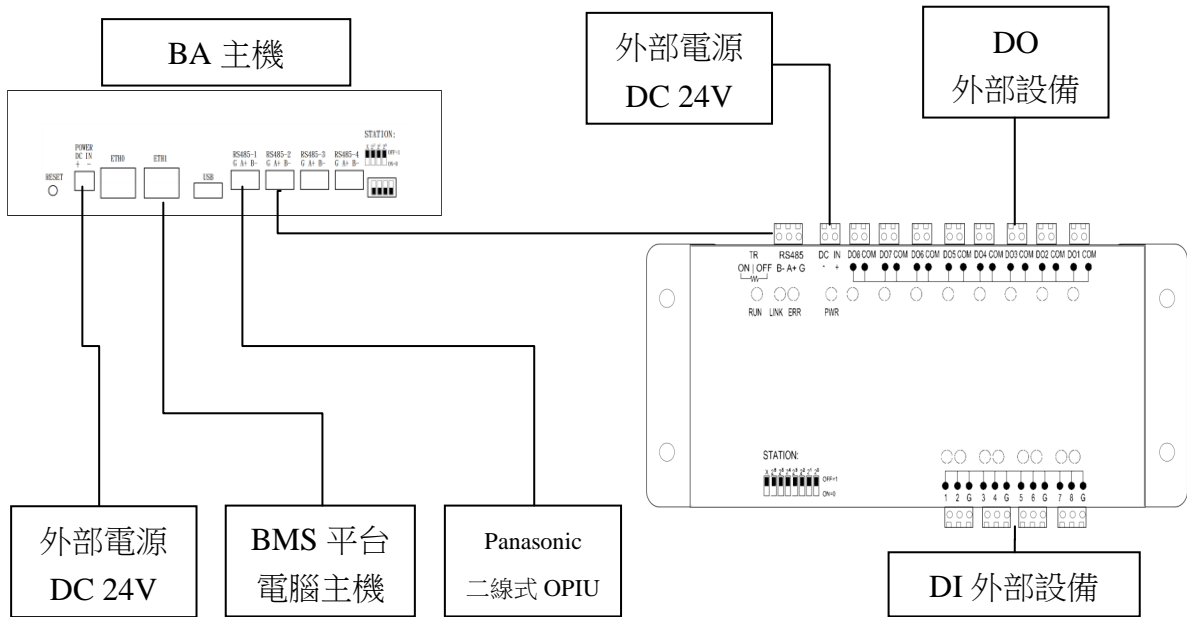 BA 主機
外部電源
DC 24V
DO
外部設備
STATION:
OFF=1
ON=0
POWER
DC IN
+ -
RESET
ETH0
ETH1
USB
RS485-1
G A+ B-
RS485-2
G A+ B-
RS485-3
G A+ B-
RS485-4
G A+ B-
TR
ON | OFF
RS485
B- A+ G
DC IN
- +
DO8 COM DO7 COM DO6 COM DO5 COM DO4 COM DO3 COM DO2 COM DO1 COM
RUN LINK ERR PWR
STATION:
OFF=1
ON=0
1 2 G 3 4 G 5 6 G 7 8 G
外部電源
DC 24V
BMS 平台
電腦主機
Panasonic
二線式 OPIU
DI 外部設備